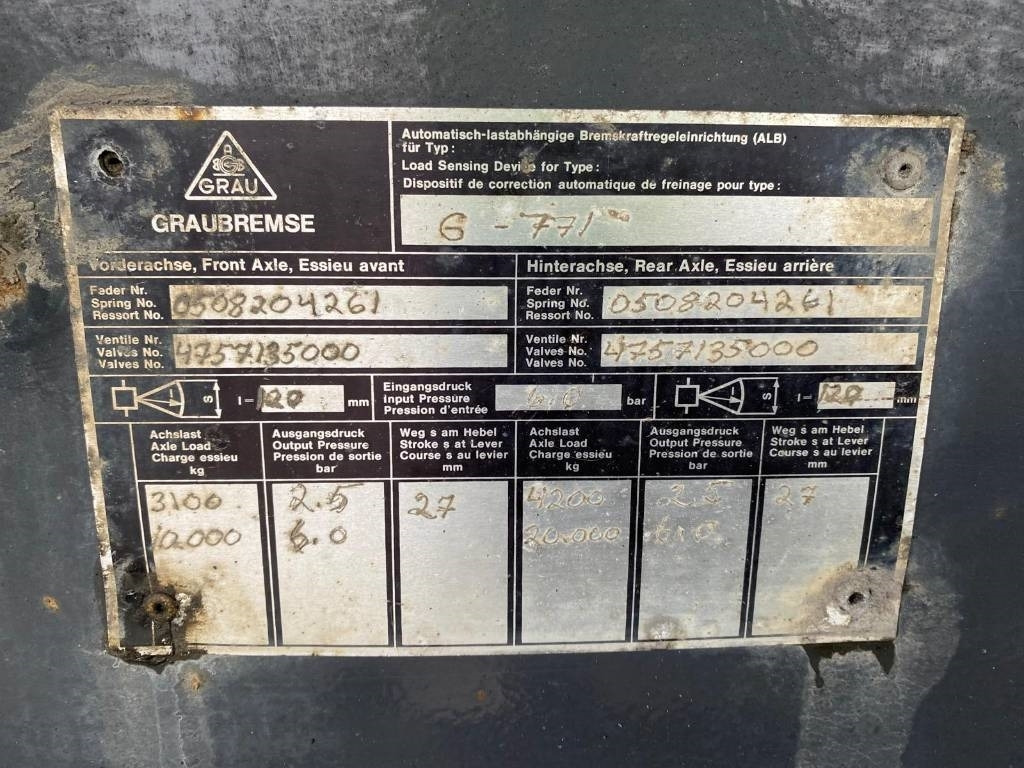 GRAU
GRAUBREMSE
Automatisch-lastabhängige Bremskraftregeleinrichtung (ALB)
für Typ:
Load Sensing Device for Type:
Dispositif de correction automatique de freinage pour type:
G - 771
Vorderachse, Front Axle, Essieu avant
Hinterachse, Rear Axle, Essieu arrière
Feder Nr.
Spring No. 0508204261
Ressort No.
Feder Nr.
Spring No. 0508204261
Ressort No.
Ventile Nr.
Valves No. 4757135000
Valves No.
Ventile Nr.
Valves No. 4757135000
Valves No.
S l= 120 mm
Eingangsdruck
Input Pressure 6.0 bar
Pression d'entrée
S l= 120 mm
Achslast
Axle Load
Charge essieu
kg
Ausgangsdruck
Output Pressure
Pression de sortie
bar
Weg s am Hebel
Stroke s at Lever
Course s au levier
mm
Achslast
Axle Load
Charge essieu
kg
Ausgangsdruck
Output Pressure
Pression de sortie
bar
Weg s am Hebel
Stroke s at Lever
Course s au levier
mm
3100 2.5 27 4200 2.5 27
10.000 6.0 20.000 6.0